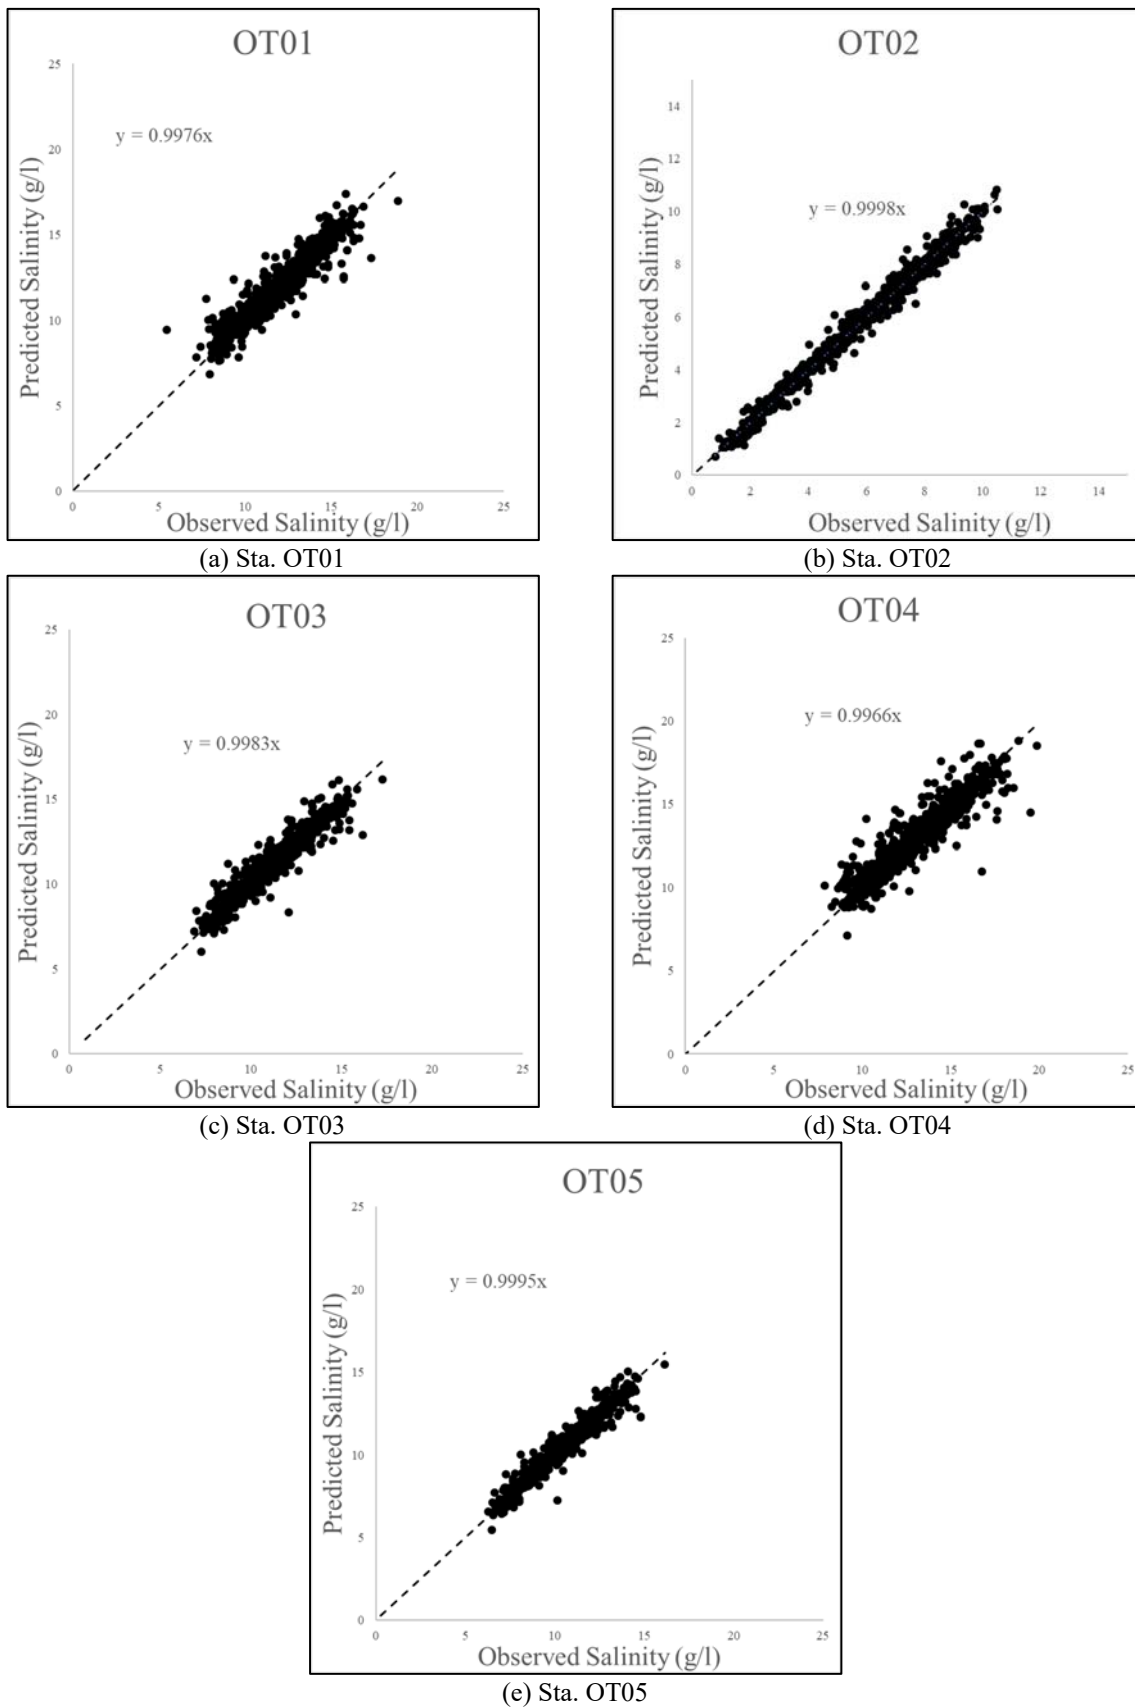 OT01
25
20
15
10
5
0
0
5
10
15
20
25
y = 0.9976x
Predicted Salinity (g/l)
Observed Salinity (g/l)
(a) Sta. OT01
OT02
14
12
10
8
6
4
2
0
0
2
4
6
8
10
12
14
y = 0.9998x
Predicted Salinity (g/l)
Observed Salinity (g/l)
(b) Sta. OT02
OT03
25
20
15
10
5
0
0
5
10
15
20
25
y = 0.9983x
Predicted Salinity (g/l)
Observed Salinity (g/l)
(c) Sta. OT03
OT04
25
20
15
10
5
0
0
5
10
15
20
25
y = 0.9966x
Predicted Salinity (g/l)
Observed Salinity (g/l)
(d) Sta. OT04
OT05
25
20
15
10
5
0
0
5
10
15
20
25
y = 0.9995x
Predicted Salinity (g/l)
Observed Salinity (g/l)
(e) Sta. OT05